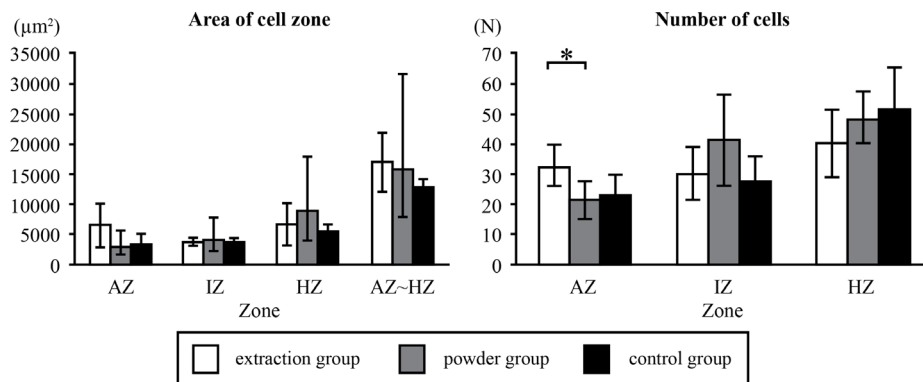 Area of cell zone
(µm²)
35000
30000
25000
20000
15000
10000
5000
0
AZ IZ HZ AZ~HZ
Zone
Number of cells
(N)
70
60
50
40
30
20
10
0
*
AZ IZ HZ
Zone
extraction group powder group control group